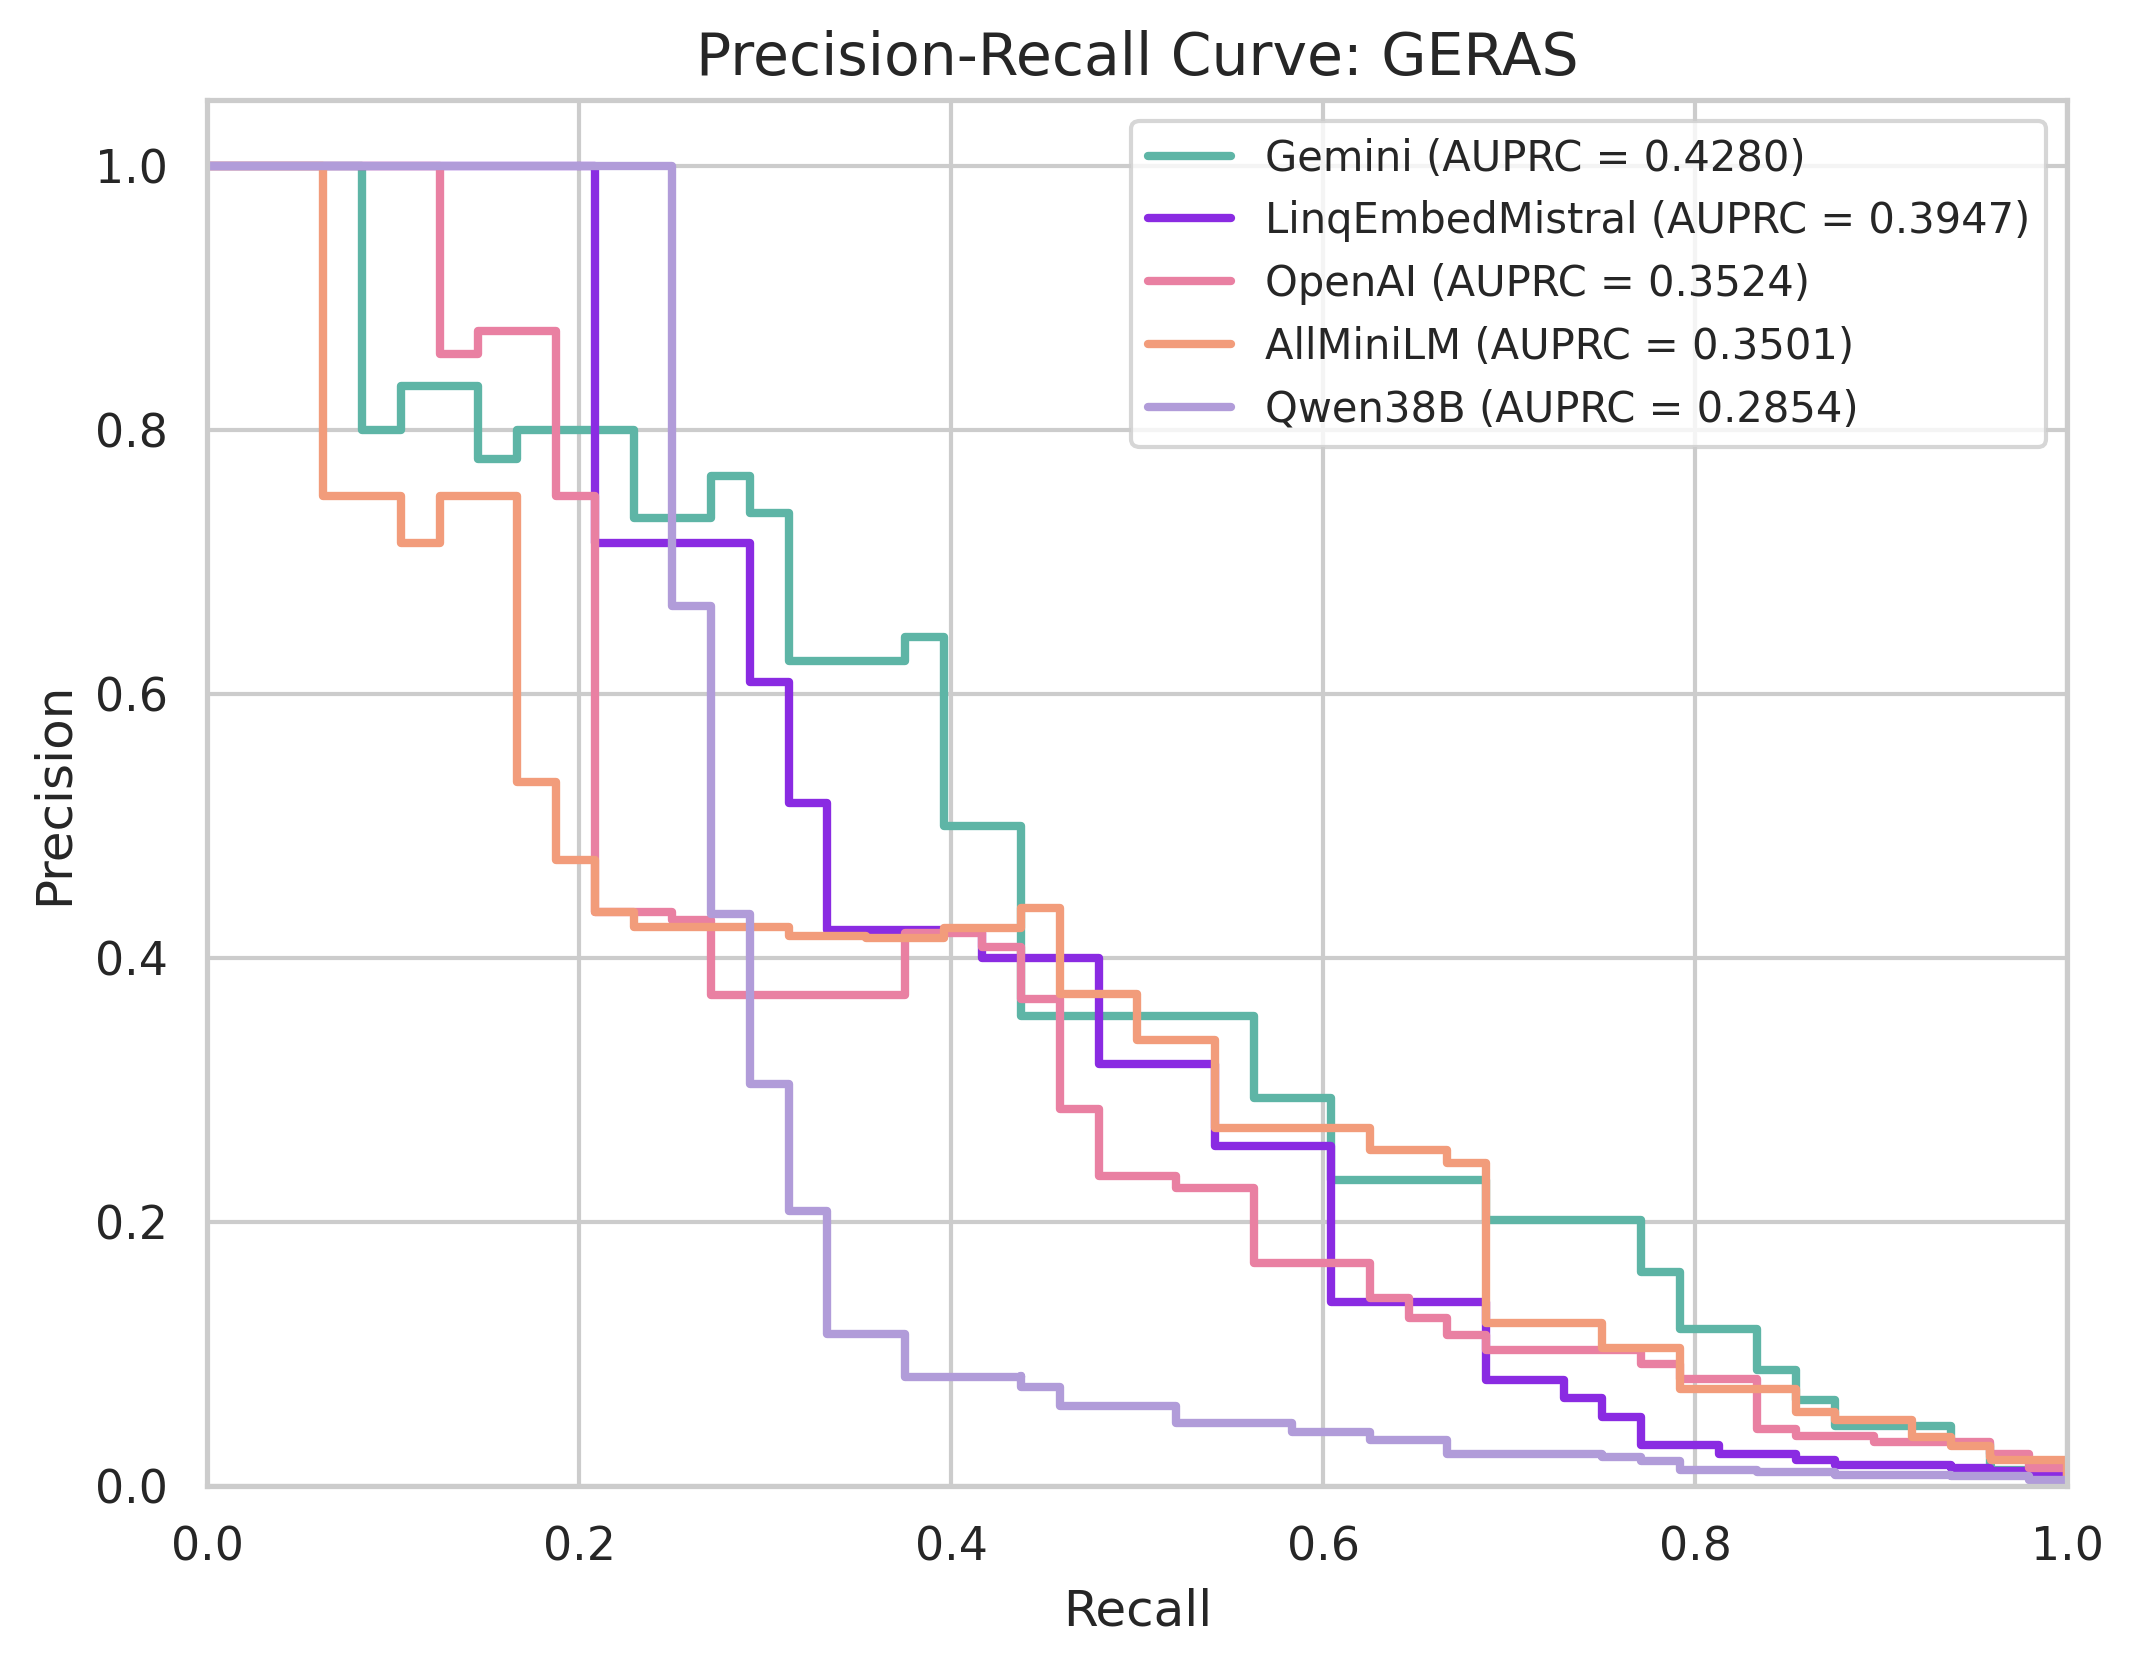 Precision-Recall Curve: GERAS
Gemini (AUPRC = 0.4280)
LinqEmbedMistral (AUPRC = 0.3947)
OpenAI (AUPRC = 0.3524)
AllMiniLM (AUPRC = 0.3501)
Qwen38B (AUPRC = 0.2854)
Precision
1.0
0.8
0.6
0.4
0.2
0.0
0.0 0.2 0.4 0.6 0.8 1.0
Recall